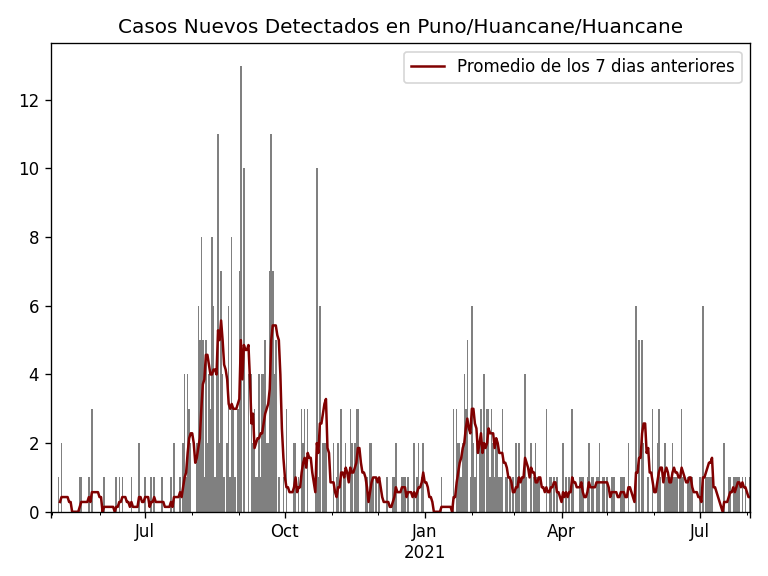 Casos Nuevos Detectados en Puno/Huancane/Huancane
Promedio de los 7 dias anteriores
12
10
8
6
4
2
0
Jul
Oct
Jan
2021
Apr
Jul